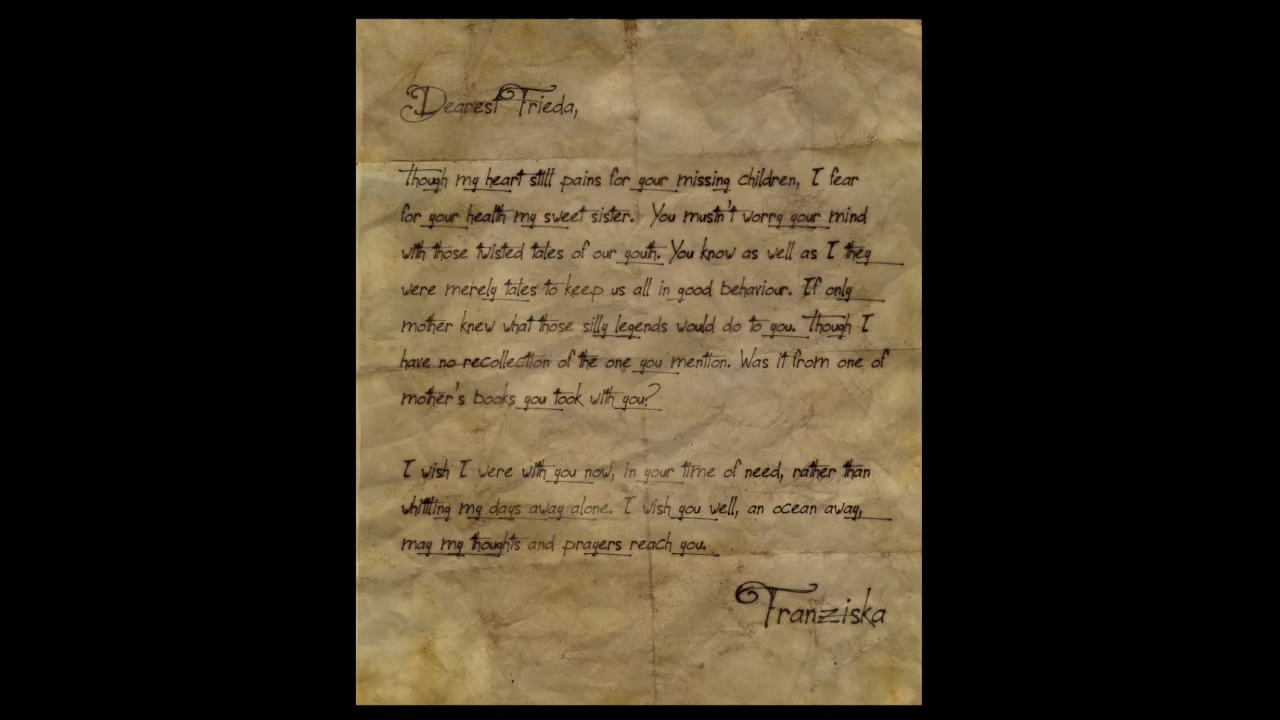 Dearest Frieda,
Though my heart still pains for your missing children, I fear
for your health my sweet sister. You mustn't worry your mind
with those twisted tales of our youth. You know as well as I they
were merely tales to keep us all in good behaviour. If only
mother knew what those silly legends would do to you. Though I
have no recollection of the one you mention. Was it from one of
mother's books you took with you?
I wish I were with you now, in your time of need, rather than
whittling my days away alone. I wish you well, an ocean away,
may my thoughts and prayers reach you.
Franziska